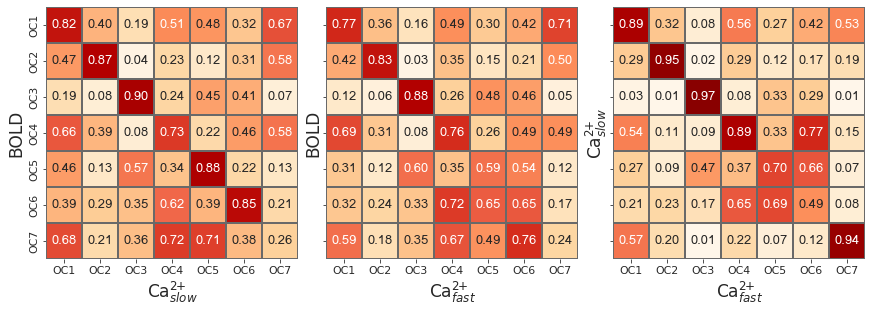 BOLD
OC1 0.82 0.40 0.19 0.51 0.48 0.32 0.67
OC2 0.47 0.87 0.04 0.23 0.12 0.31 0.58
OC3 0.19 0.08 0.90 0.24 0.45 0.41 0.07
OC4 0.66 0.39 0.08 0.73 0.22 0.46 0.58
OC5 0.46 0.13 0.57 0.34 0.88 0.22 0.13
OC6 0.39 0.29 0.35 0.62 0.39 0.85 0.21
OC7 0.68 0.21 0.36 0.72 0.71 0.38 0.26
OC1 OC2 OC3 OC4 OC5 OC6 OC7
Ca²⁺slow
BOLD
0.77 0.36 0.16 0.49 0.30 0.40 0.71
0.42 0.83 0.03 0.35 0.15 0.21 0.50
0.12 0.06 0.88 0.26 0.48 0.46 0.05
0.69 0.31 0.08 0.76 0.26 0.49 0.49
0.31 0.12 0.60 0.35 0.59 0.54 0.12
0.32 0.24 0.33 0.72 0.65 0.65 0.17
0.59 0.18 0.35 0.67 0.49 0.76 0.24
OC1 OC2 OC3 OC4 OC5 OC6 OC7
Ca²⁺fast
Ca²⁺slow
0.89 0.32 0.08 0.56 0.27 0.42 0.53
0.29 0.95 0.02 0.29 0.12 0.17 0.19
0.03 0.01 0.97 0.08 0.33 0.29 0.01
0.54 0.11 0.09 0.89 0.33 0.77 0.15
0.27 0.09 0.47 0.37 0.70 0.66 0.07
0.21 0.23 0.17 0.65 0.69 0.49 0.08
0.57 0.20 0.01 0.22 0.07 0.12 0.94
OC1 OC2 OC3 OC4 OC5 OC6 OC7
Ca²⁺fast